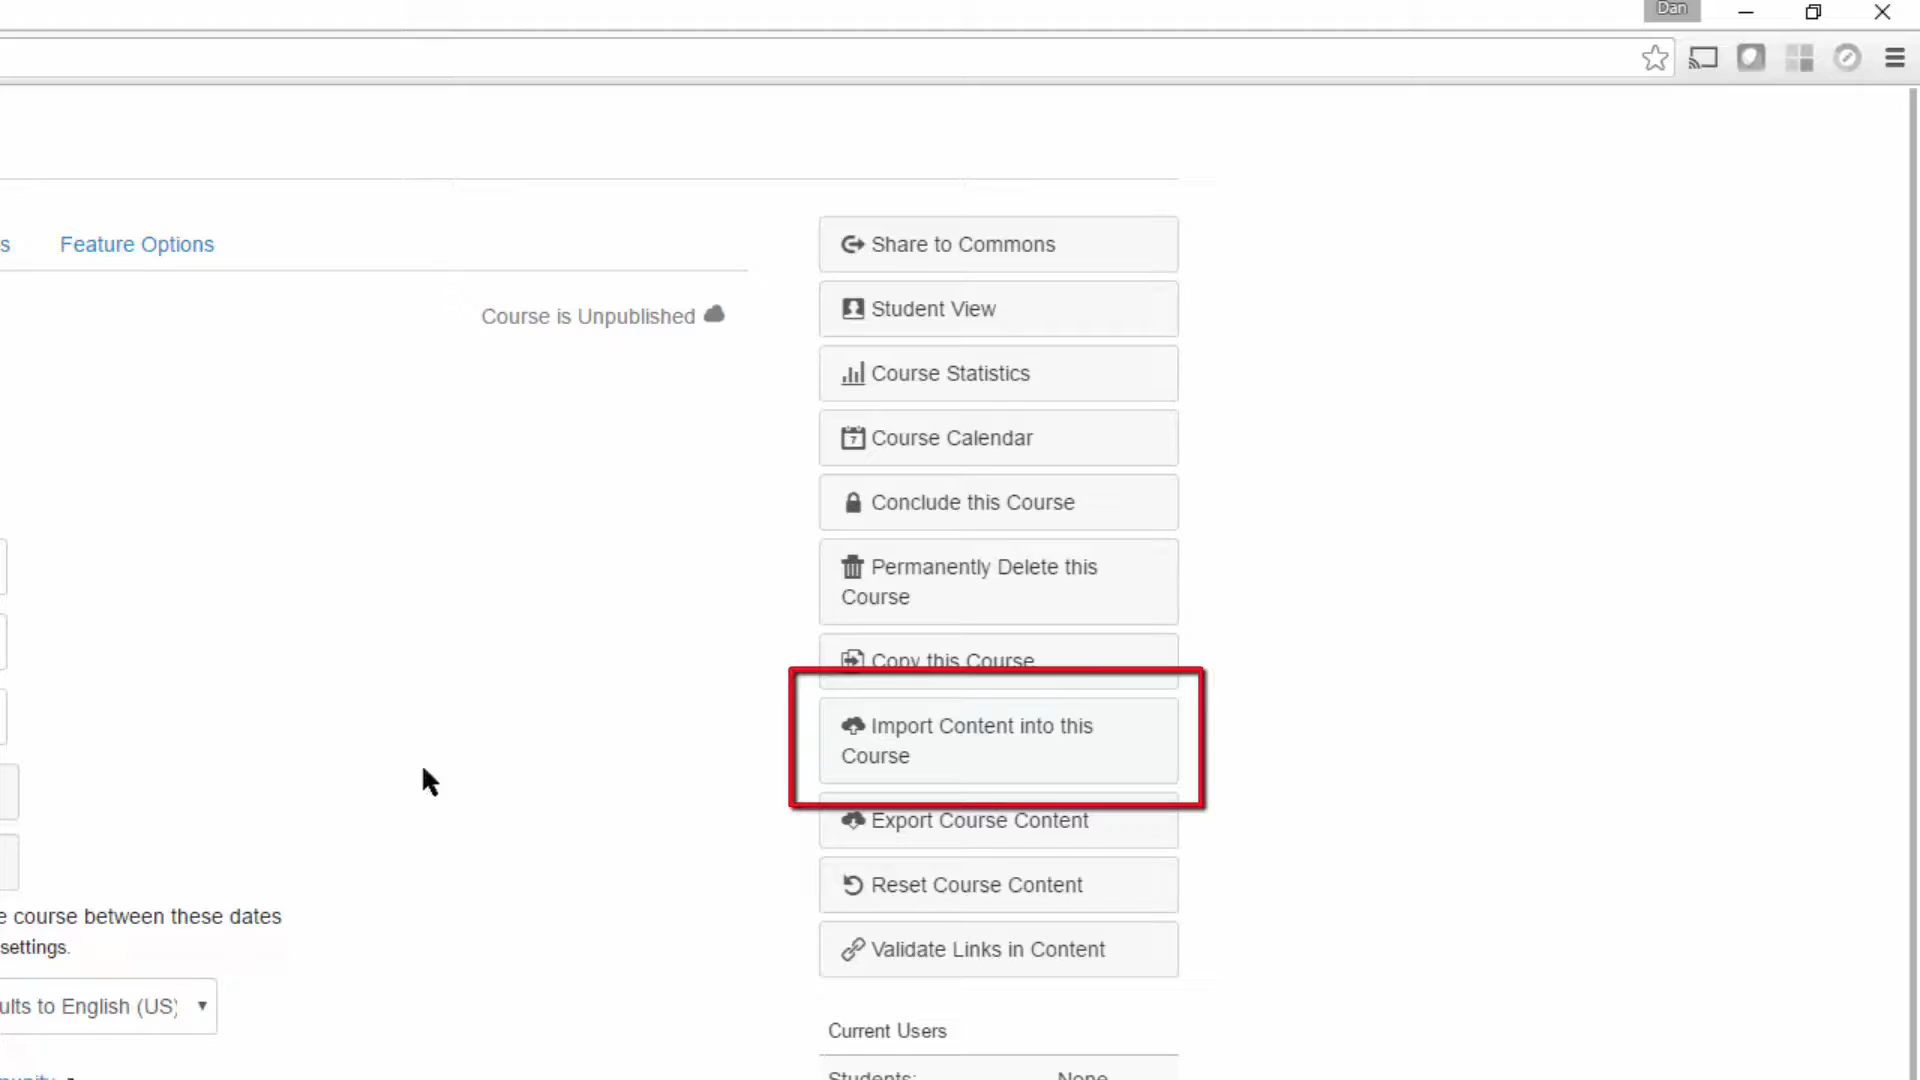 Dan
s
Feature Options
Course is Unpublished
Share to Commons
Student View
Course Statistics
7
Course Calendar
Conclude this Course
Permanently Delete this
Course
Copy this Course
Import Content into this
Course
Export Course Content
Reset Course Content
Validate Links in Content
e course between these dates
settings.
ults to English (US)
Current Users
Students:
None